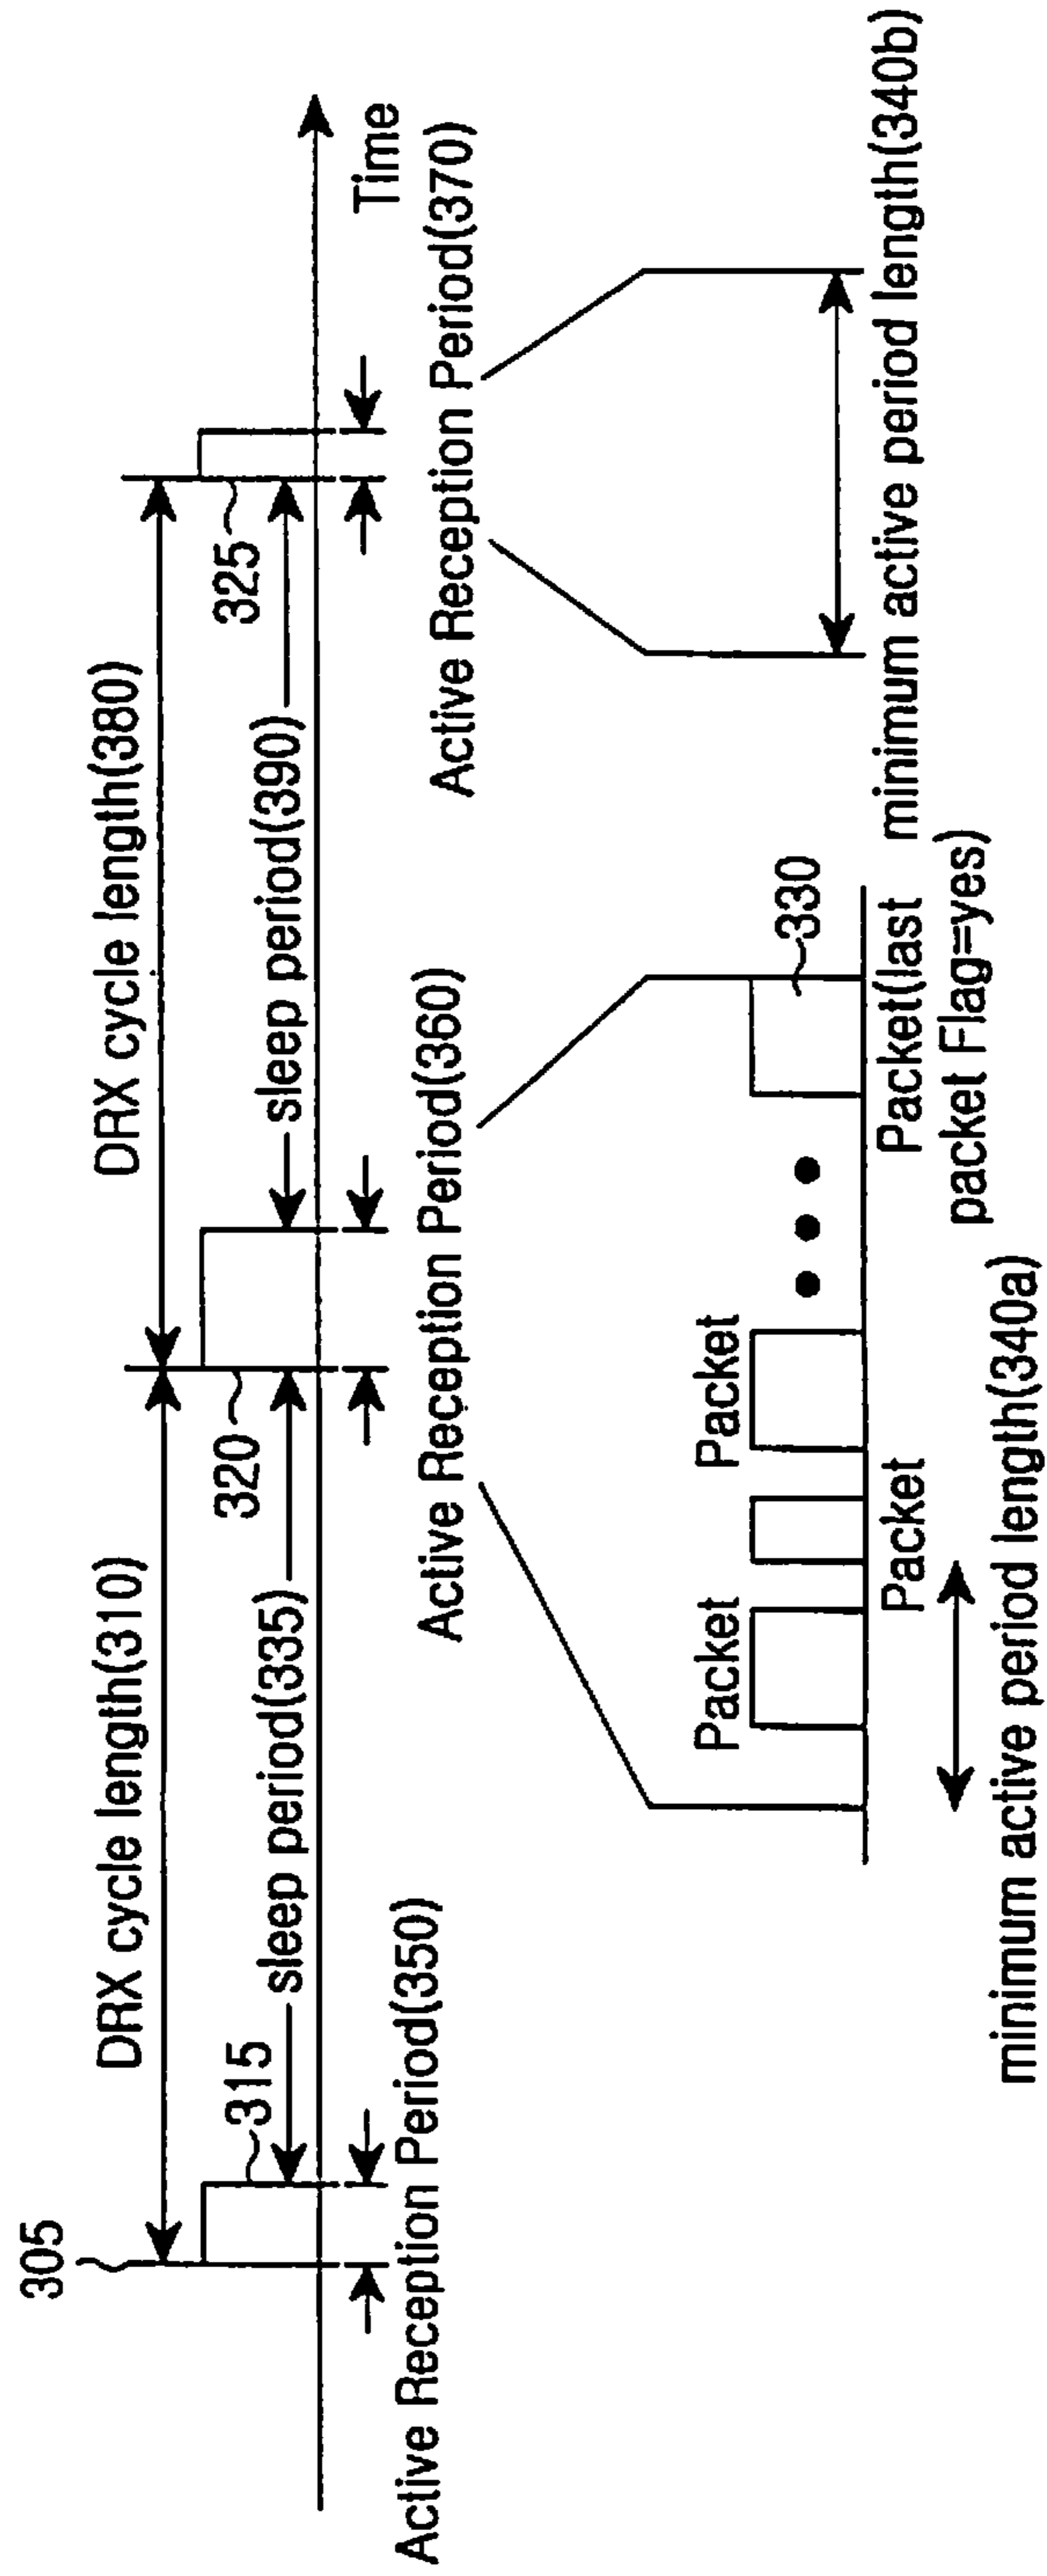 305
DRX cycle length(310)
DRX cycle length(380)
315
sleep period(335)
320
sleep period(390)
325
Time
Active Reception Period(350)
Active Reception Period(360)
Active Reception Period(370)
Packet
Packet
Packet
330
Packet(last
packet Flag=yes)
minimum active period length(340a)
minimum active period length(340b)